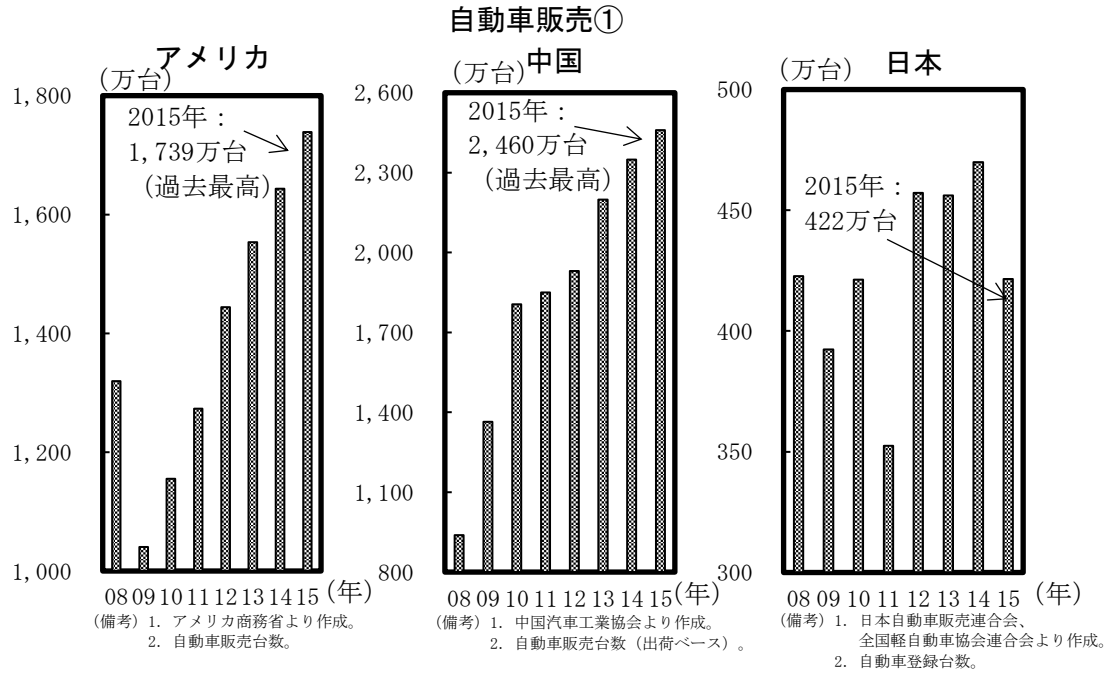 自動車販売①
アメリカ
(万台)
1,800
1,600
1,400
1,200
1,000
2015年：
1,739万台
(過去最高)
08 09 10 11 12 13 14 15 (年)
(備考) 1. アメリカ商務省より作成。
2. 自動車販売台数。
中国
(万台)
2,600
2,300
2,000
1,700
1,400
1,100
800
2015年：
2,460万台
(過去最高)
08 09 10 11 12 13 14 15 (年)
(備考) 1. 中国汽車工業協会より作成。
2. 自動車販売台数（出荷ベース）。
日本
(万台)
500
450
400
350
300
2015年：
422万台
08 09 10 11 12 13 14 15 (年)
(備考) 1. 日本自動車販売連合会、
全国軽自動車協会連合会より作成。
2. 自動車登録台数。